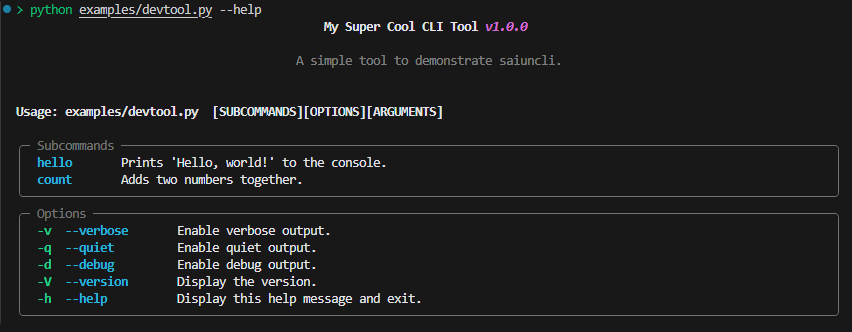 > python examples/devtool.py --help
My Super Cool CLI Tool v1.0.0
A simple tool to demonstrate saiuncli.
Usage: examples/devtool.py  [SUBCOMMANDS][OPTIONS][ARGUMENTS]
Subcommands
hello       Prints 'Hello, world!' to the console.
count       Adds two numbers together.
Options
-v  --verbose       Enable verbose output.
-q  --quiet         Enable quiet output.
-d  --debug         Enable debug output.
-V  --version       Display the version.
-h  --help          Display this help message and exit.